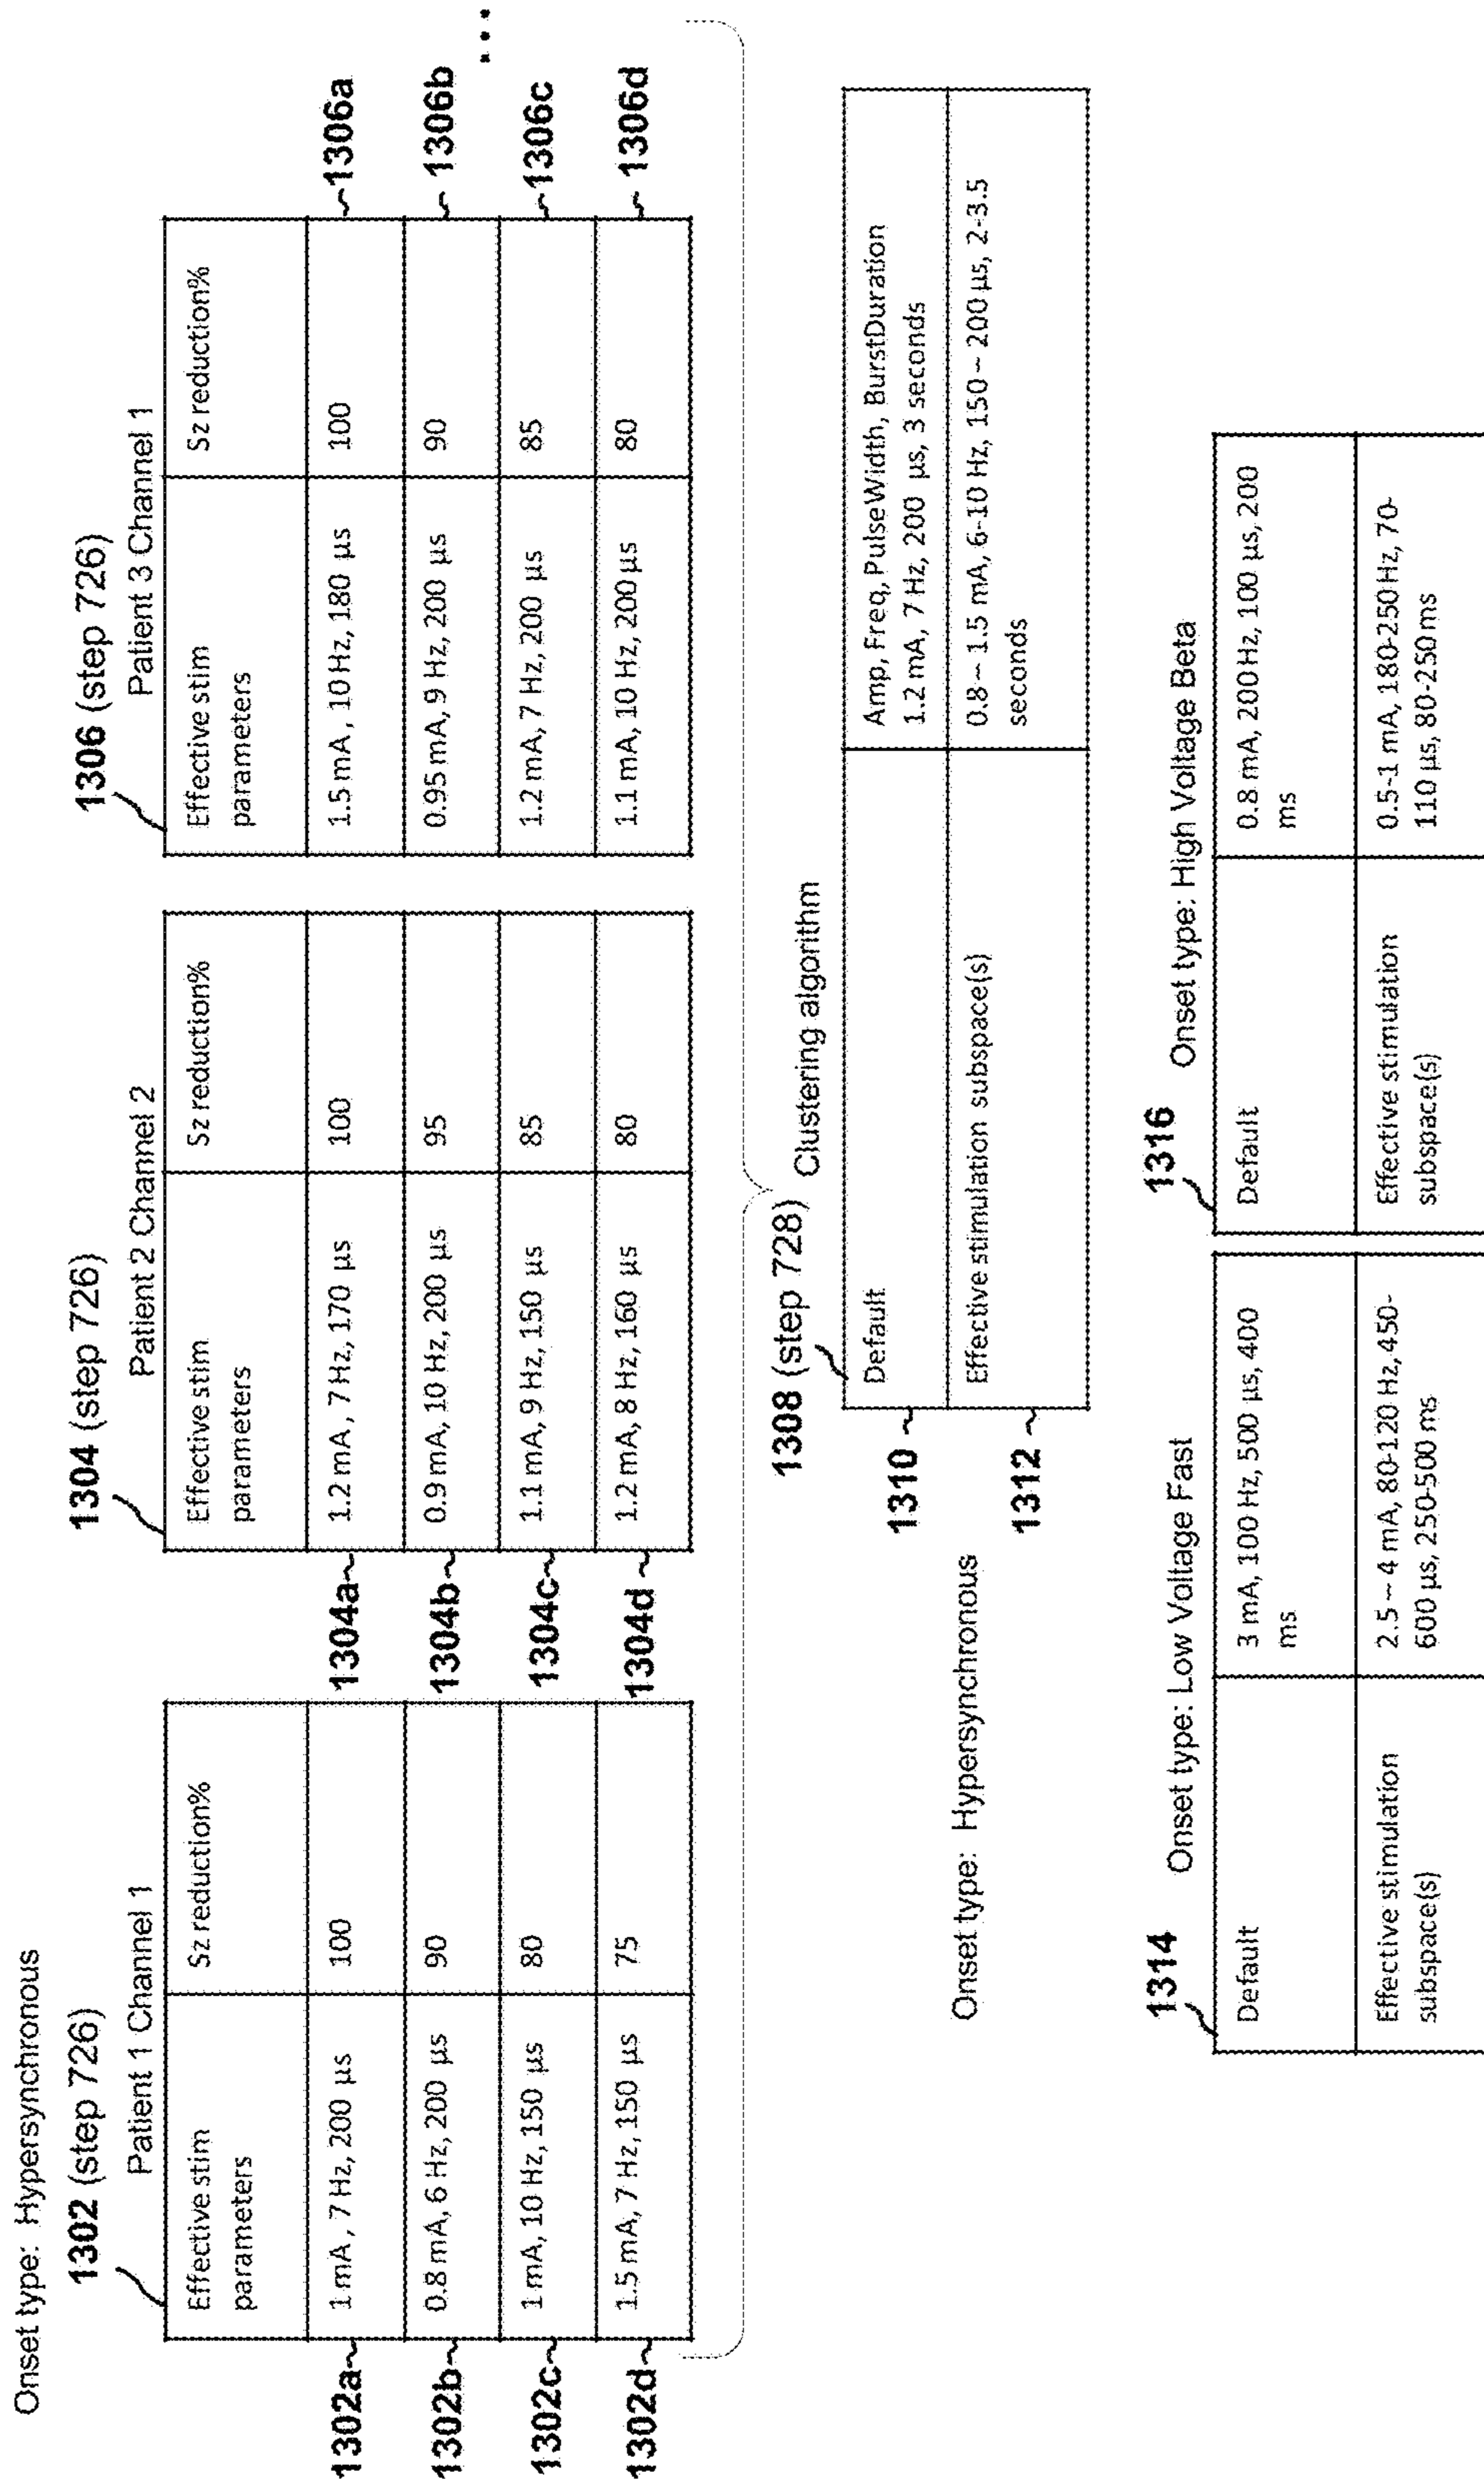 Onset type: Hypersynchronous
1302 (step 726)
Patient 1 Channel 1
Effective stim
parameters
Sz reduction%
1302a
1 mA, 7 Hz, 200 µs
100
1302b
0.8 mA, 6 Hz, 200 µs
90
1302c
1 mA, 10 Hz, 150 µs
80
1302d
1.5 mA, 7 Hz, 150 µs
75
1304 (step 726)
Patient 2 Channel 2
Effective stim
parameters
Sz reduction%
1304a
1.2 mA, 7 Hz, 170 µs
100
1304b
0.9 mA, 10 Hz, 200 µs
95
1304c
1.1 mA, 9 Hz, 150 µs
85
1304d
1.2 mA, 8 Hz, 160 µs
80
1306 (step 726)
Patient 3 Channel 1
Effective stim
parameters
Sz reduction%
1.5 mA, 10 Hz, 180 µs
100
1306a
0.95 mA, 9 Hz, 200 µs
90
1306b
1.2 mA, 7 Hz, 200 µs
85
1306c
1.1 mA, 10 Hz, 200 µs
80
1306d
...
1308 (step 728)
Clustering algorithm
Onset type: Hypersynchronous
1310
Default
Amp, Freq, PulseWidth, BurstDuration
1.2 mA, 7 Hz, 200 µs, 3 seconds
1312
Effective stimulation subspace(s)
0.8 – 1.5 mA, 6-10 Hz, 150 – 200 µs, 2-3.5
seconds
1314
Onset type: Low Voltage Fast
Default
3 mA, 100 Hz, 500 µs, 400
ms
Effective stimulation
subspace(s)
2.5 – 4 mA, 80-120 Hz, 450-
600 µs, 250-500 ms
1316
Onset type: High Voltage Beta
Default
0.8 mA, 200 Hz, 100 µs, 200
ms
Effective stimulation
subspace(s)
0.5-1 mA, 180-250 Hz, 70-
110 µs, 80-250 ms